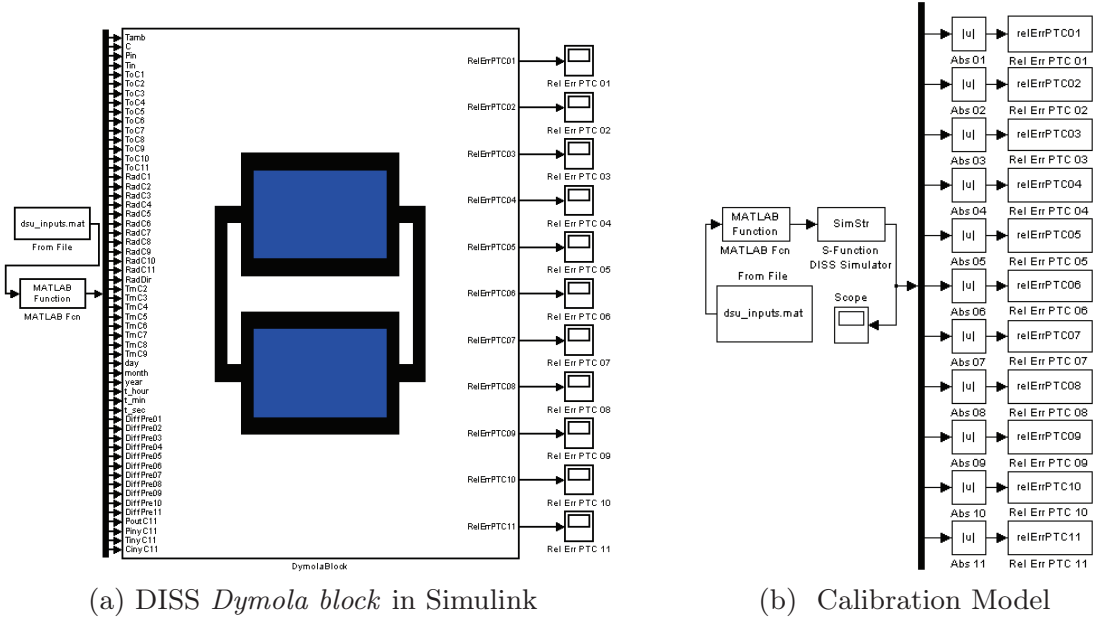 Tamb
C
Pin
Tin
ToC1
ToC2
ToC3
ToC4
ToC5
ToC6
ToC7
ToC8
ToC9
ToC10
ToC11
RadC1
RadC2
RadC3
RadC4
RadC5
RadC6
RadC7
RadC8
RadC9
RadC10
RadC11
RadDir
TmC2
TmC3
TmC4
TmC5
TmC6
TmC7
TmC8
TmC9
day
month
year
t_hour
t_min
t_sec
DiffPre01
DiffPre02
DiffPre03
DiffPre04
DiffPre05
DiffPre06
DiffPre07
DiffPre08
DiffPre09
DiffPre10
DiffPre11
PoutC11
PinyC11
TinyC11
CinyC11
dsu_inputs.mat
From File
MATLAB
Function
MATLAB Fcn
RelErrPTC01
RelErrPTC02
RelErrPTC03
RelErrPTC04
RelErrPTC05
RelErrPTC06
RelErrPTC07
RelErrPTC08
RelErrPTC09
RelErrPTC10
RelErrPTC11
Rel Err PTC 01
Rel Err PTC 02
Rel Err PTC 03
Rel Err PTC 04
Rel Err PTC 05
Rel Err PTC 06
Rel Err PTC 07
Rel Err PTC 08
Rel Err PTC 09
Rel Err PTC 10
Rel Err PTC 11
DymolaBlock
(a) DISS Dymola block in Simulink
MATLAB
Function
MATLAB Fcn
SimStr
S-Function
DISS Simulator
From File
dsu_inputs.mat
Scope
|u|
Abs 01
relErrPTC01
Rel Err PTC 01
|u|
Abs 02
relErrPTC02
Rel Err PTC 02
|u|
Abs 03
relErrPTC03
Rel Err PTC 03
|u|
Abs 04
relErrPTC04
Rel Err PTC 04
|u|
Abs 05
relErrPTC05
Rel Err PTC 05
|u|
Abs 06
relErrPTC06
Rel Err PTC 06
|u|
Abs 07
relErrPTC07
Rel Err PTC 07
|u|
Abs 08
relErrPTC08
Rel Err PTC 08
|u|
Abs 09
relErrPTC09
Rel Err PTC 09
|u|
Abs 10
relErrPTC10
Rel Err PTC 10
|u|
Abs 11
relErrPTC11
Rel Err PTC 11
(b) Calibration Model